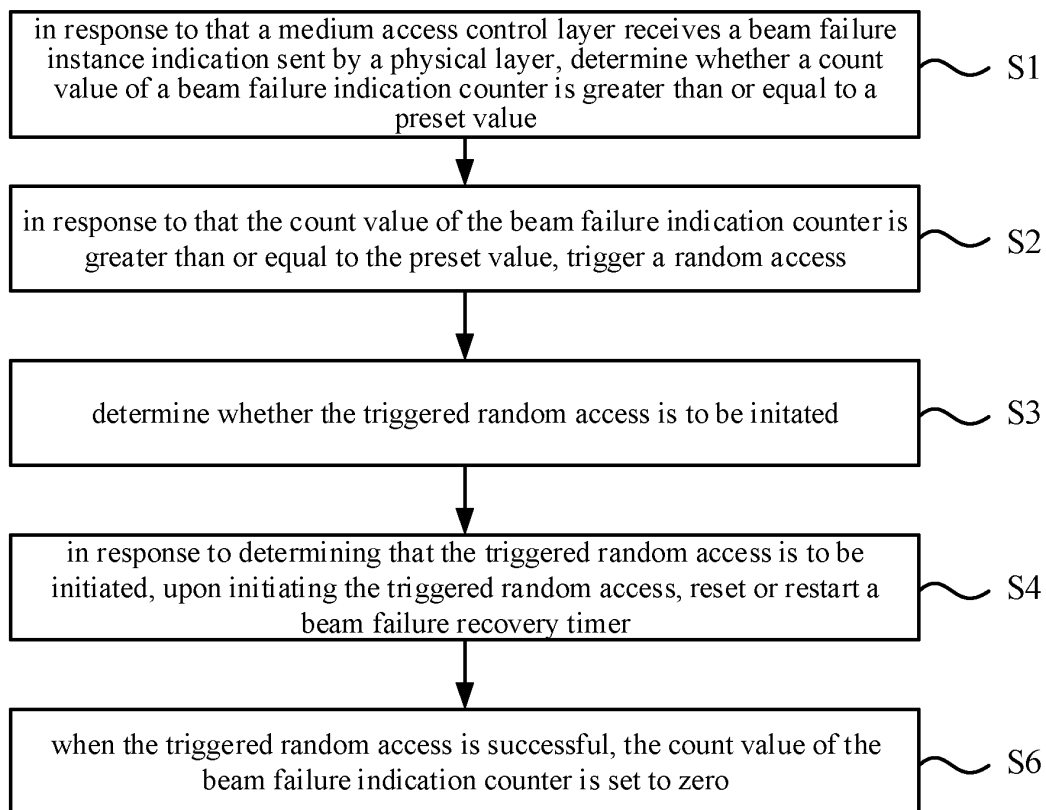 in response to that a medium access control layer receives a beam failure
instance indication sent by a physical layer, determine whether a count
value of a beam failure indication counter is greater than or equal to a
preset value
S1
in response to that the count value of the beam failure indication counter is
greater than or equal to the preset value, trigger a random access
S2
determine whether the triggered random access is to be initated
S3
in response to determining that the triggered random access is to be
initiated, upon initiating the triggered random access, reset or restart a
beam failure recovery timer
S4
when the triggered random access is successful, the count value of the
beam failure indication counter is set to zero
S6